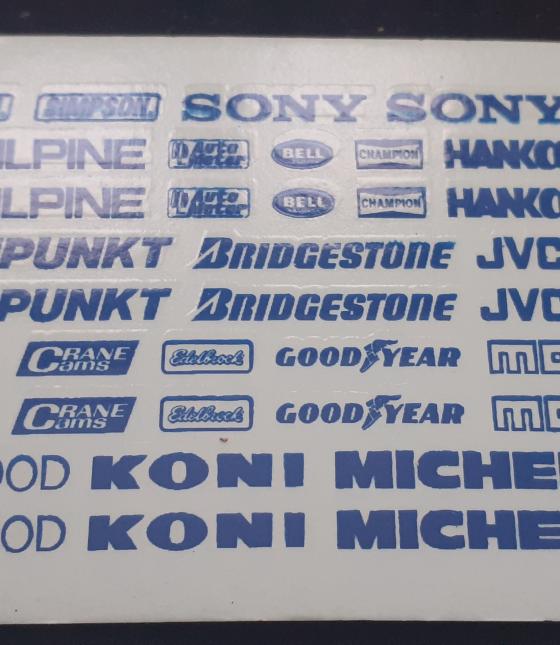 SIMPSON. SONY SONY
LPINE Auto Meter BELL CHAMPION HANKO
LPINE Auto Meter BELL CHAMPION HANKO
PUNKT BRIDGESTONE JVC
PUNKT BRIDGESTONE JVC
CRANE Cams Edelbrock GOODYEAR
CRANE Cams Edelbrock GOODYEAR
OOD KONI MICHE
OOD KONI MICHE